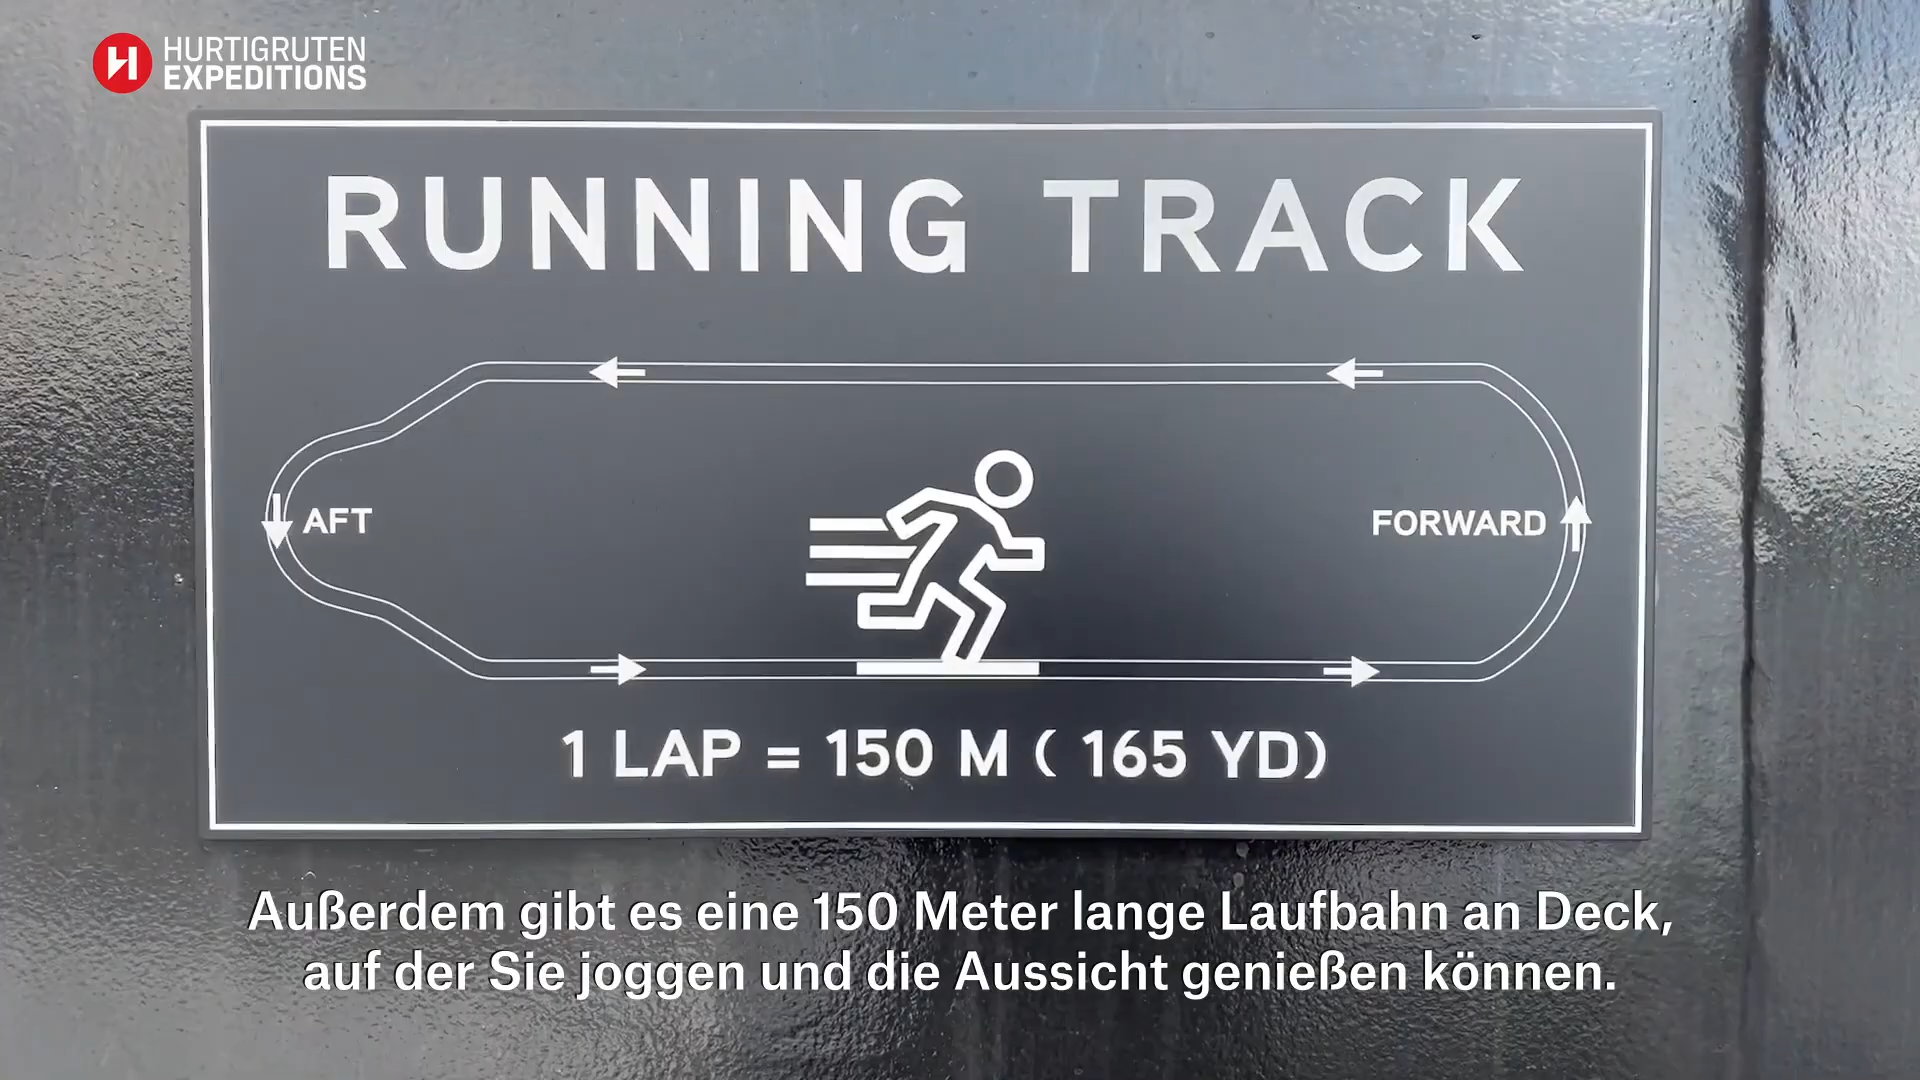 HURTIGRUTEN
EXPEDITIONS
RUNNING TRACK
AFT
FORWARD
1 LAP = 150 M ( 165 YD)
Außerdem gibt es eine 150 Meter lange Laufbahn an Deck,
auf der Sie joggen und die Aussicht genießen können.